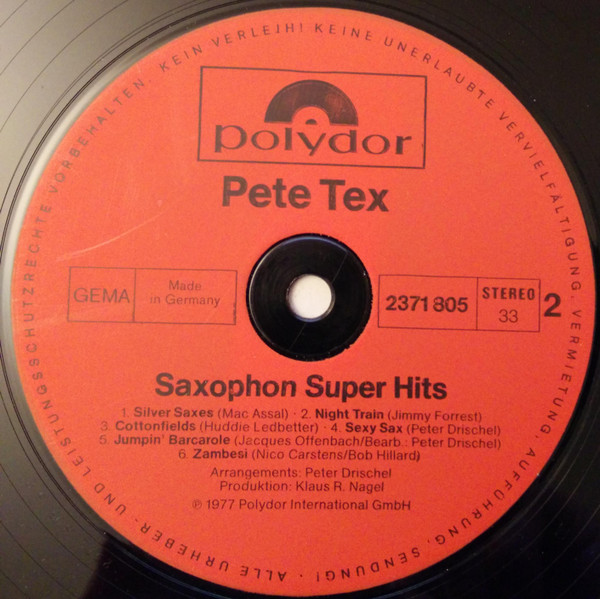 ALLE URHEBER- UND LEISTUNGSSCHUTZRECHTE VORBEHALTEN. KEIN VERLEIH! KEINE UNERLAUBTE VERVIELFÄLTIGUNG, VERMIETUNG, AUFFÜHRUNG, SENDUNG!
polydor
Pete Tex
GEMA
Made
in Germany
2371 805
STEREO
33
2
Saxophon Super Hits
1. Silver Saxes (Mac Assal) · 2. Night Train (Jimmy Forrest)
3. Cottonfields (Huddie Ledbetter) · 4. Sexy Sax (Peter Drischel)
5. Jumpin' Barcarole (Jacques Offenbach/Bearb.: Peter Drischel)
6. Zambesi (Nico Carstens/Bob Hillard)
Arrangements: Peter Drischel
Produktion: Klaus R. Nagel
℗ 1977 Polydor International GmbH